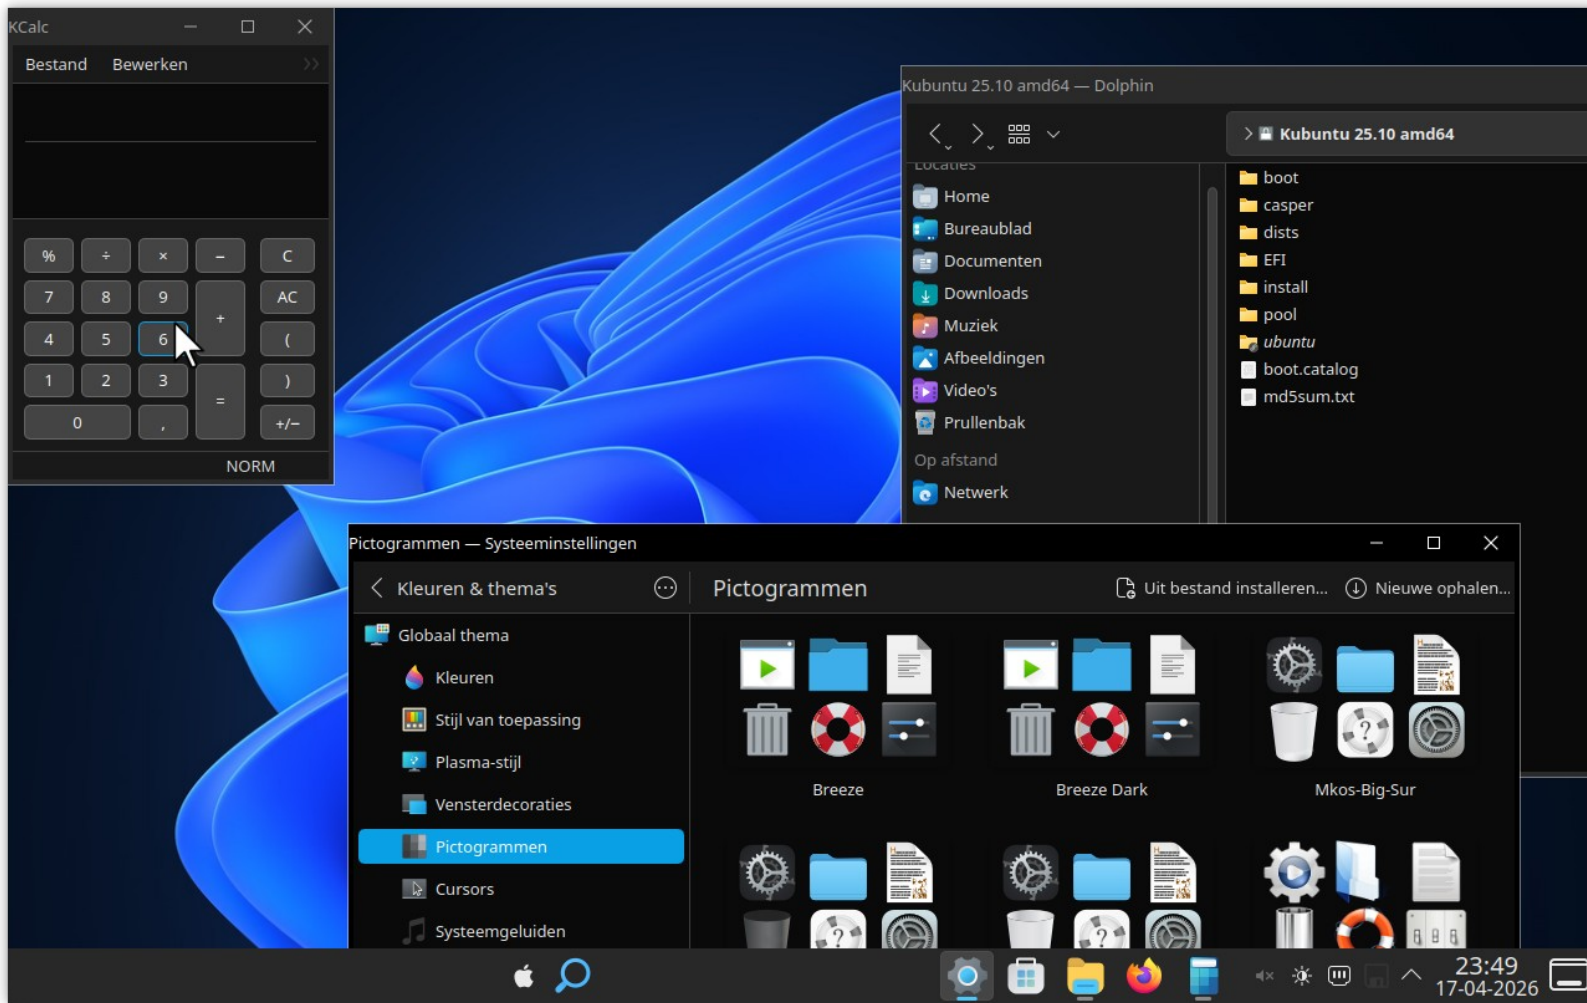 KCalc
Bestand Bewerken
% ÷ × − C
7 8 9 AC
+
4 5 6 (
1 2 3 )
=
0 , +/−
NORM
Kubuntu 25.10 amd64 — Dolphin
Kubuntu 25.10 amd64
Locaties
Home
Bureaublad
Documenten
Downloads
Muziek
Afbeeldingen
Video's
Prullenbak
Op afstand
Netwerk
boot
casper
dists
EFI
install
pool
ubuntu
boot.catalog
md5sum.txt
Pictogrammen — Systeeminstellingen
Kleuren & thema's
Pictogrammen
Uit bestand installeren...
Nieuwe ophalen...
Globaal thema
Kleuren
Stijl van toepassing
Plasma-stijl
Vensterdecoraties
Pictogrammen
Cursors
Systeemgeluiden
Breeze
Breeze Dark
Mkos-Big-Sur
23:49
17-04-2026